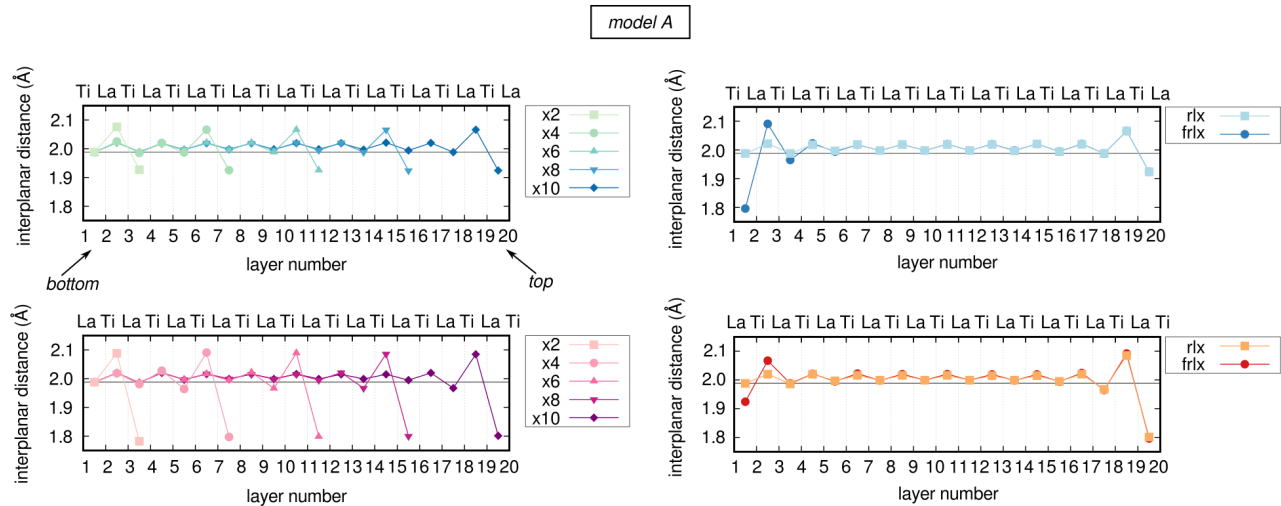 model A
Ti La Ti La Ti La Ti La Ti La Ti La Ti La Ti La Ti La Ti La
interplanar distance (Å)
2.1
2.0
1.9
1.8
1 2 3 4 5 6 7 8 9 10 11 12 13 14 15 16 17 18 19 20
layer number
x2
x4
x6
x8
x10
bottom
top
Ti La Ti La Ti La Ti La Ti La Ti La Ti La Ti La Ti La Ti La
interplanar distance (Å)
2.1
2.0
1.9
1.8
1 2 3 4 5 6 7 8 9 10 11 12 13 14 15 16 17 18 19 20
layer number
rlx
frlx
La Ti La Ti La Ti La Ti La Ti La Ti La Ti La Ti La Ti La Ti
interplanar distance (Å)
2.1
2.0
1.9
1.8
1 2 3 4 5 6 7 8 9 10 11 12 13 14 15 16 17 18 19 20
layer number
x2
x4
x6
x8
x10
La Ti La Ti La Ti La Ti La Ti La Ti La Ti La Ti La Ti La Ti
interplanar distance (Å)
2.1
2.0
1.9
1.8
1 2 3 4 5 6 7 8 9 10 11 12 13 14 15 16 17 18 19 20
layer number
rlx
frlx